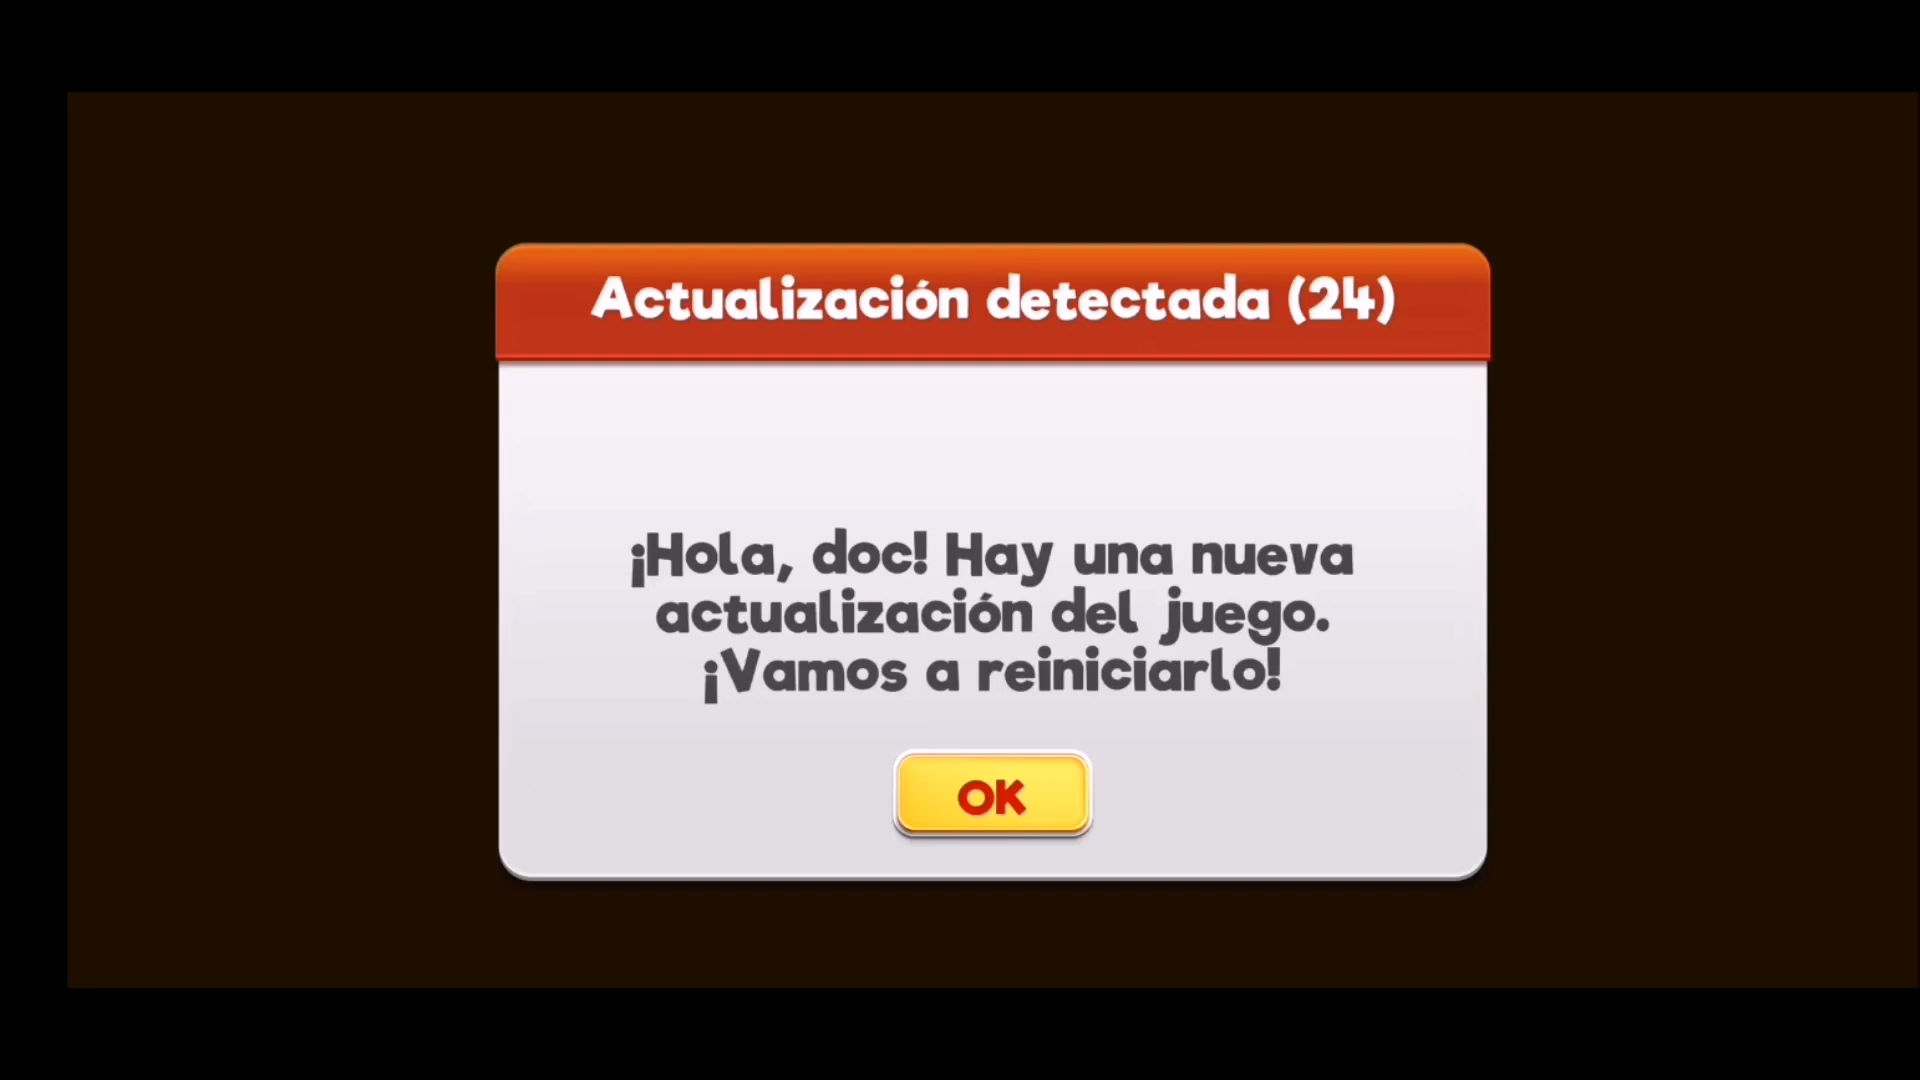 Actualización detectada (24)
¡Hola, doc! Hay una nueva
actualización del juego.
¡Vamos a reiniciarlo!
OK